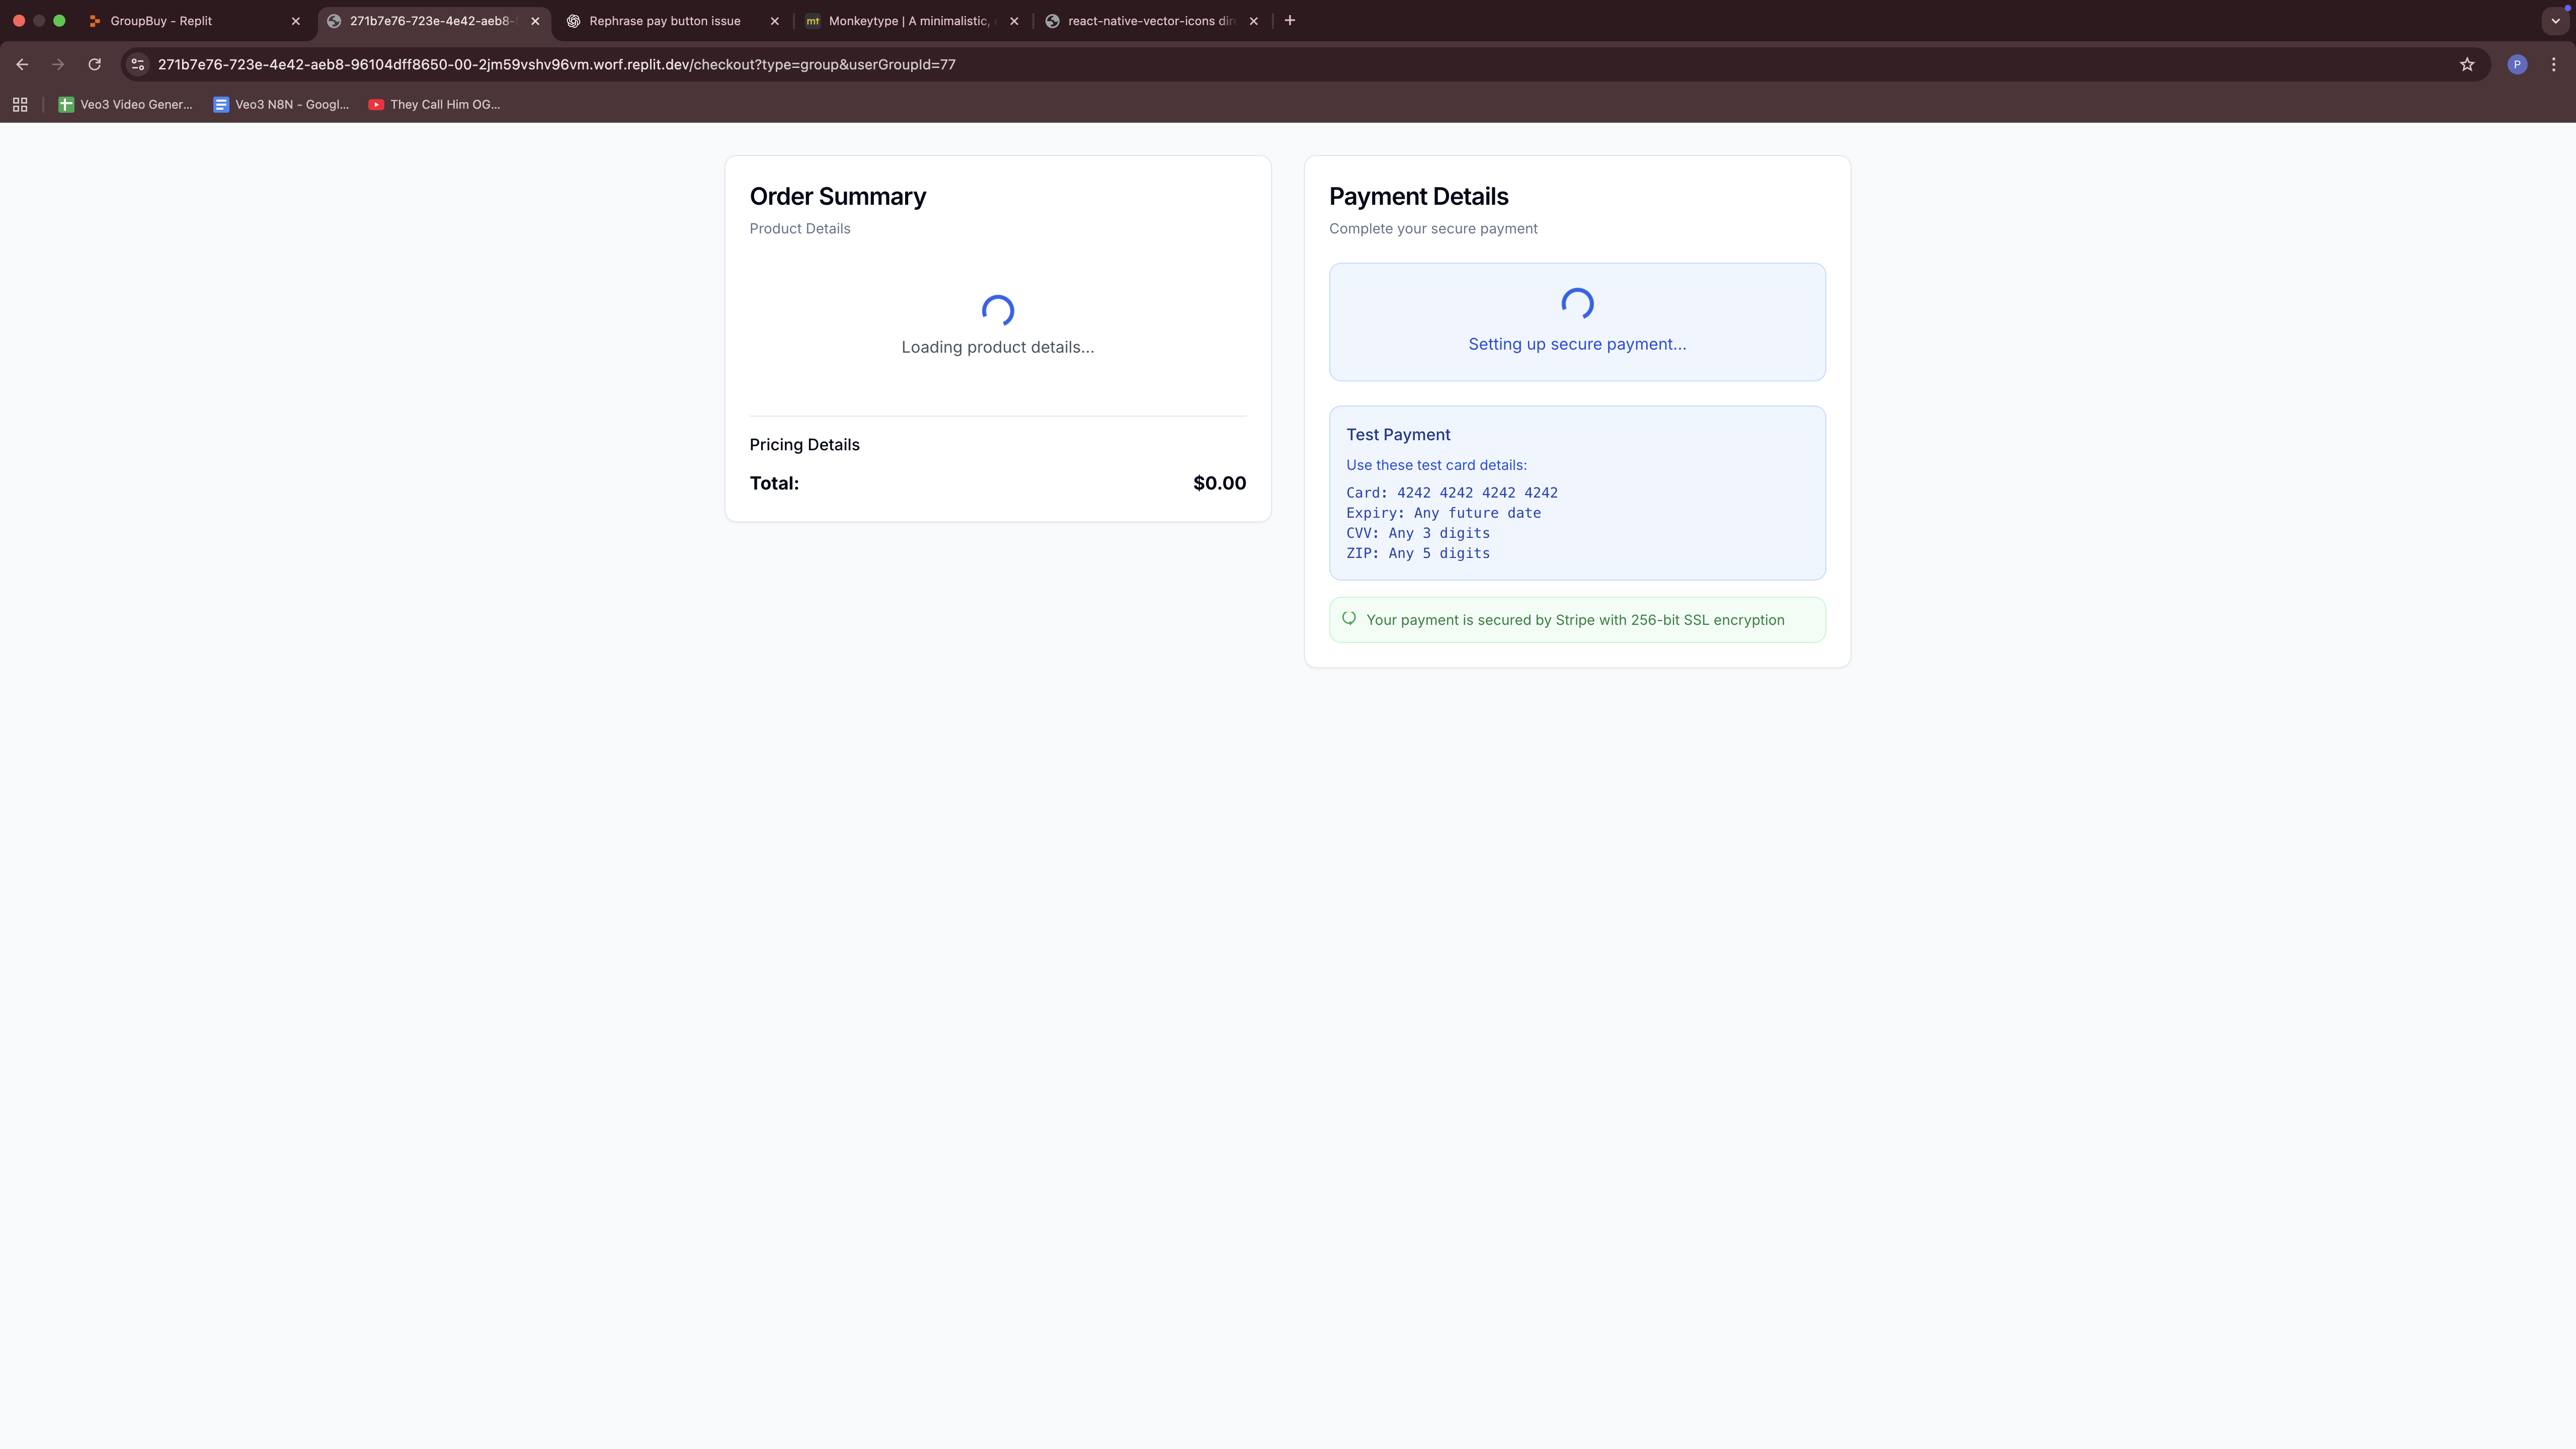 GroupBuy - Replit
271b7e76-723e-4e42-aeb8-
Rephrase pay button issue
mt
Monkeytype | A minimalistic,
react-native-vector-icons dir
271b7e76-723e-4e42-aeb8-96104dff8650-00-2jm59vshv96vm.worf.replit.dev/checkout?type=group&userGroupId=77
P
Veo3 Video Gener...
Veo3 N8N - Googl...
They Call Him OG...
Order Summary
Product Details
Loading product details...
Pricing Details
Total:
$0.00
Payment Details
Complete your secure payment
Setting up secure payment...
Test Payment
Use these test card details:
Card: 4242 4242 4242 4242
Expiry: Any future date
CVV: Any 3 digits
ZIP: Any 5 digits
Your payment is secured by Stripe with 256-bit SSL encryption